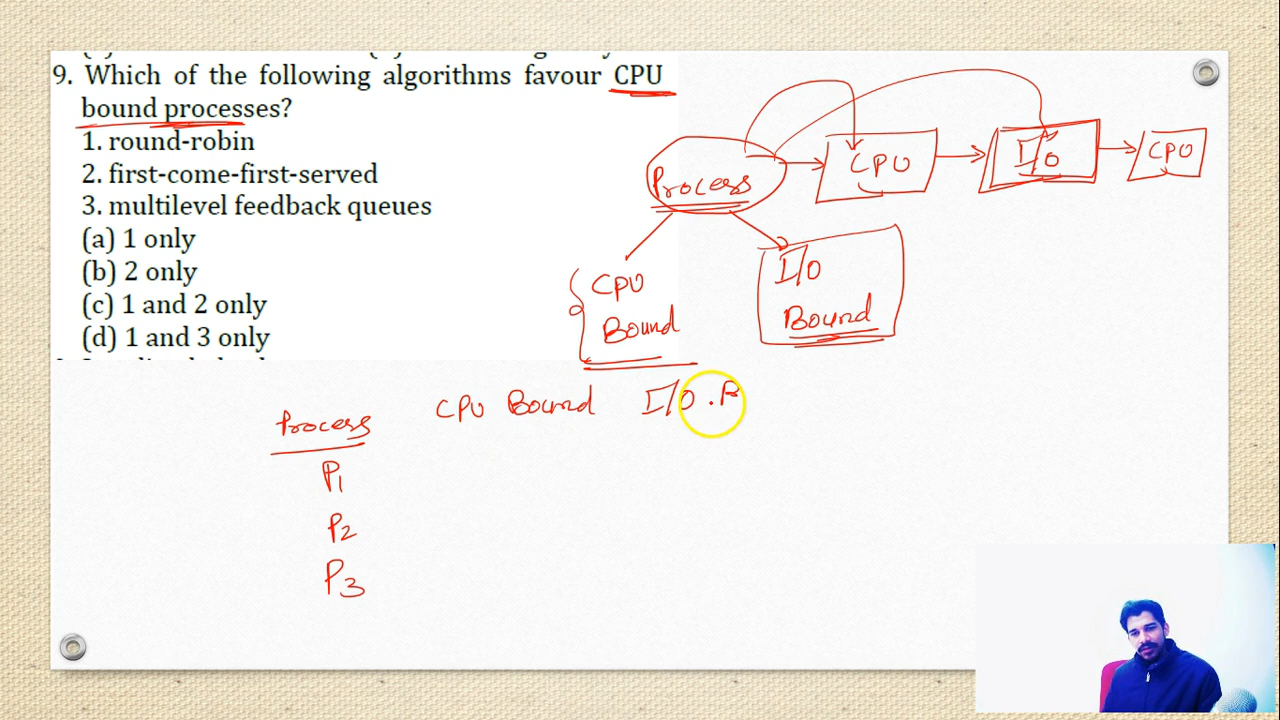 9. Which of the following algorithms favour CPU
bound processes?
1. round-robin
2. first-come-first-served
3. multilevel feedback queues
(a) 1 only
(b) 2 only
(c) 1 and 2 only
(d) 1 and 3 only
Process
CPU
I/O
CPU
CPU
Bound
I/O
Bound
Process
CPU Bound
I/O . B
P1
P2
P3